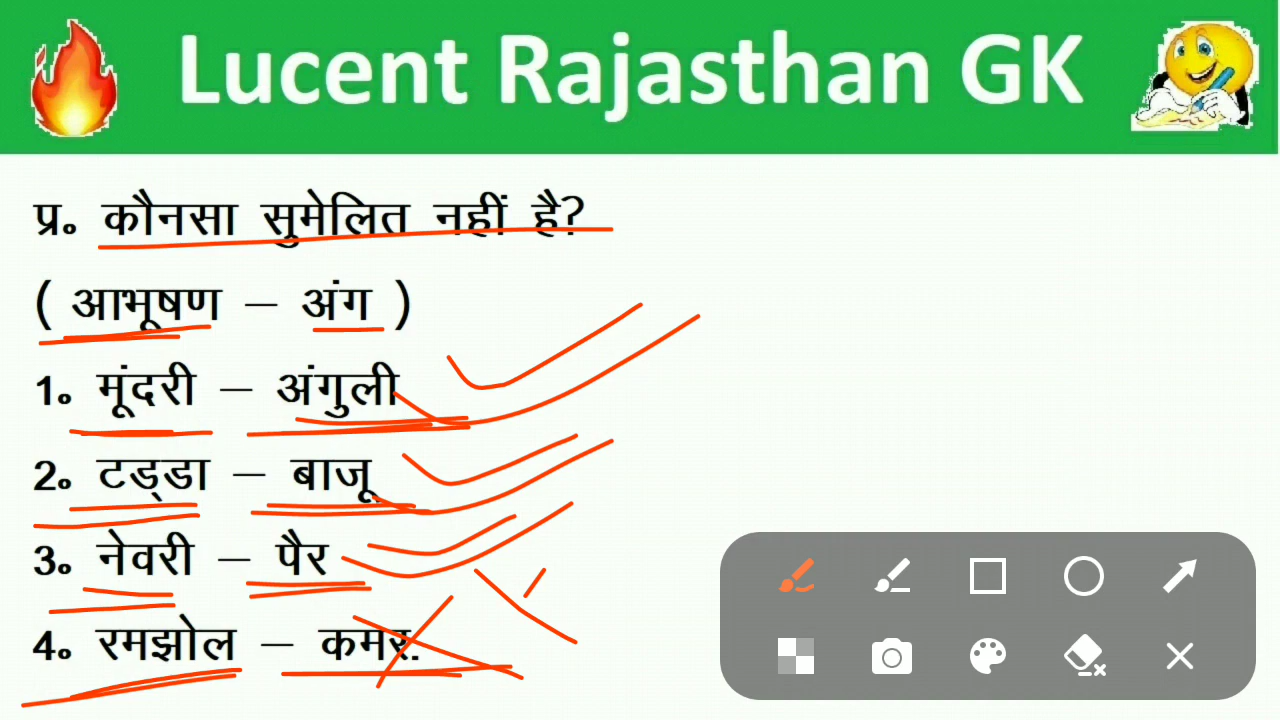 Lucent Rajasthan GK
प्र॰ कौनसा सुमेलित नहीं है?
( आभूषण – अंग )
1॰ मूंदरी – अंगुली
2॰ टड्डा – बाजू
3॰ नेवरी – पैर
4॰ रमझोल – कमर.